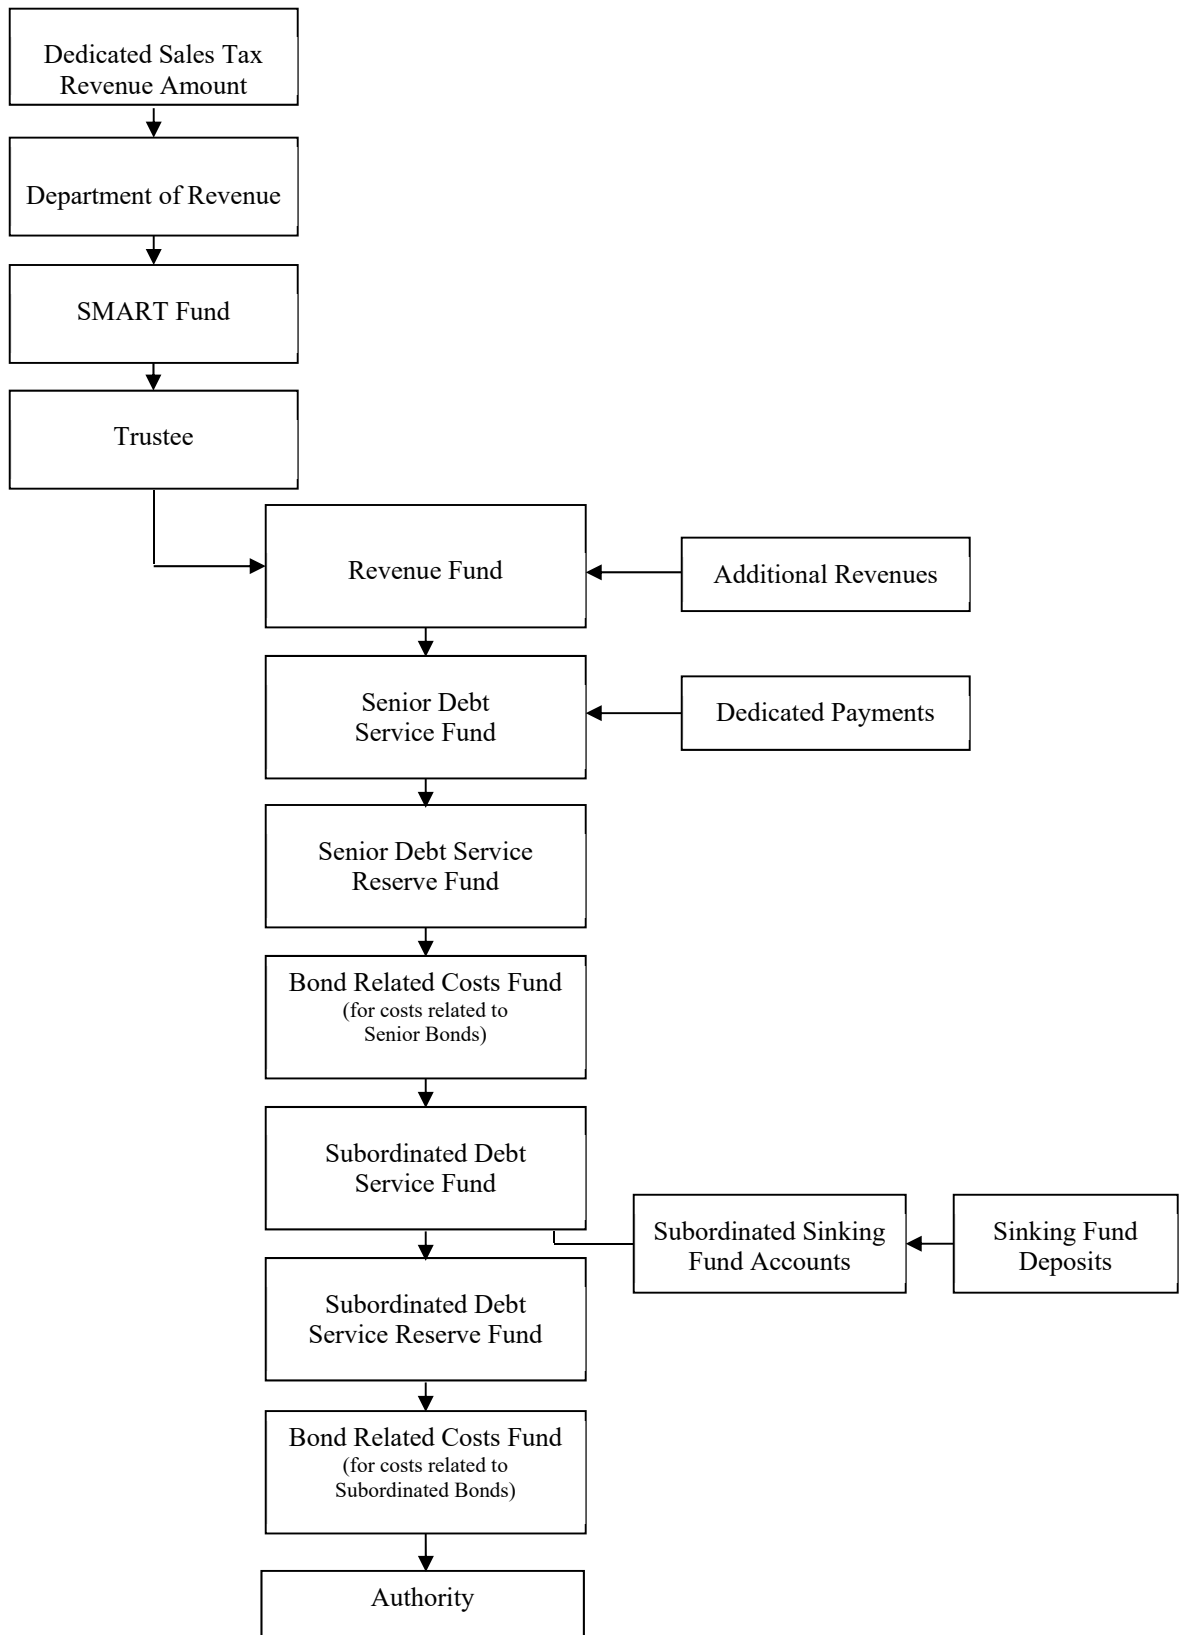 Dedicated Sales Tax
Revenue Amount
Department of Revenue
SMART Fund
Trustee
Revenue Fund
Additional Revenues
Senior Debt
Service Fund
Dedicated Payments
Senior Debt Service
Reserve Fund
Bond Related Costs Fund
(for costs related to
Senior Bonds)
Subordinated Debt
Service Fund
Subordinated Sinking
Fund Accounts
Sinking Fund
Deposits
Subordinated Debt
Service Reserve Fund
Bond Related Costs Fund
(for costs related to
Subordinated Bonds)
Authority